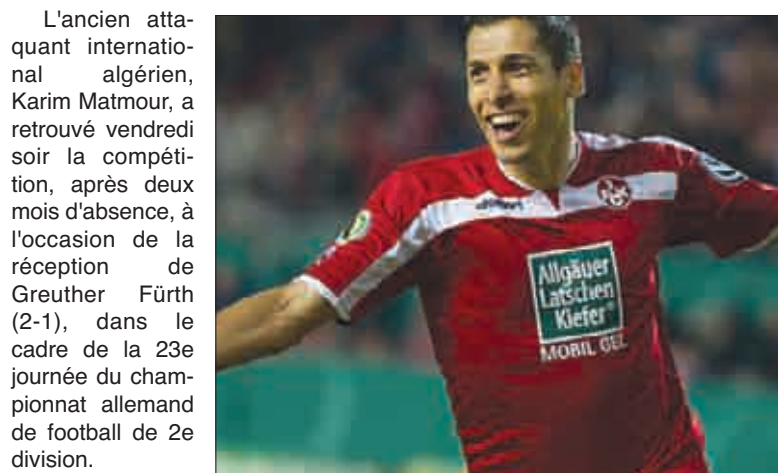 L'ancien atta-
quant internatio-
nal algérien,
Karim Matmour, a
retrouvé vendredi
soir la compéti-
tion, après deux
mois d'absence, à
l'occasion de la
réception de
Greuther Fürth
(2-1), dans le
cadre de la 23e
journée du cham-
pionnat allemand
de football de 2e
division.
Allgäuer
Latschen
Kiefer
MOBIL GEL